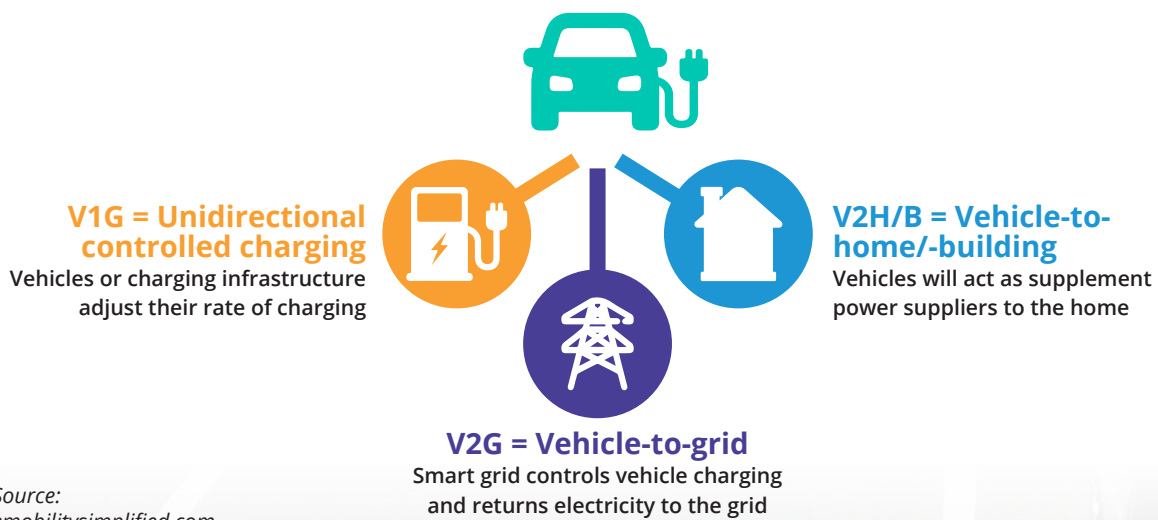 V1G = Unidirectional
controlled charging
Vehicles or charging infrastructure
adjust their rate of charging
V2H/B = Vehicle-to-
home/-building
Vehicles will act as supplement
power suppliers to the home
V2G = Vehicle-to-grid
Smart grid controls vehicle charging
and returns electricity to the grid
Source: